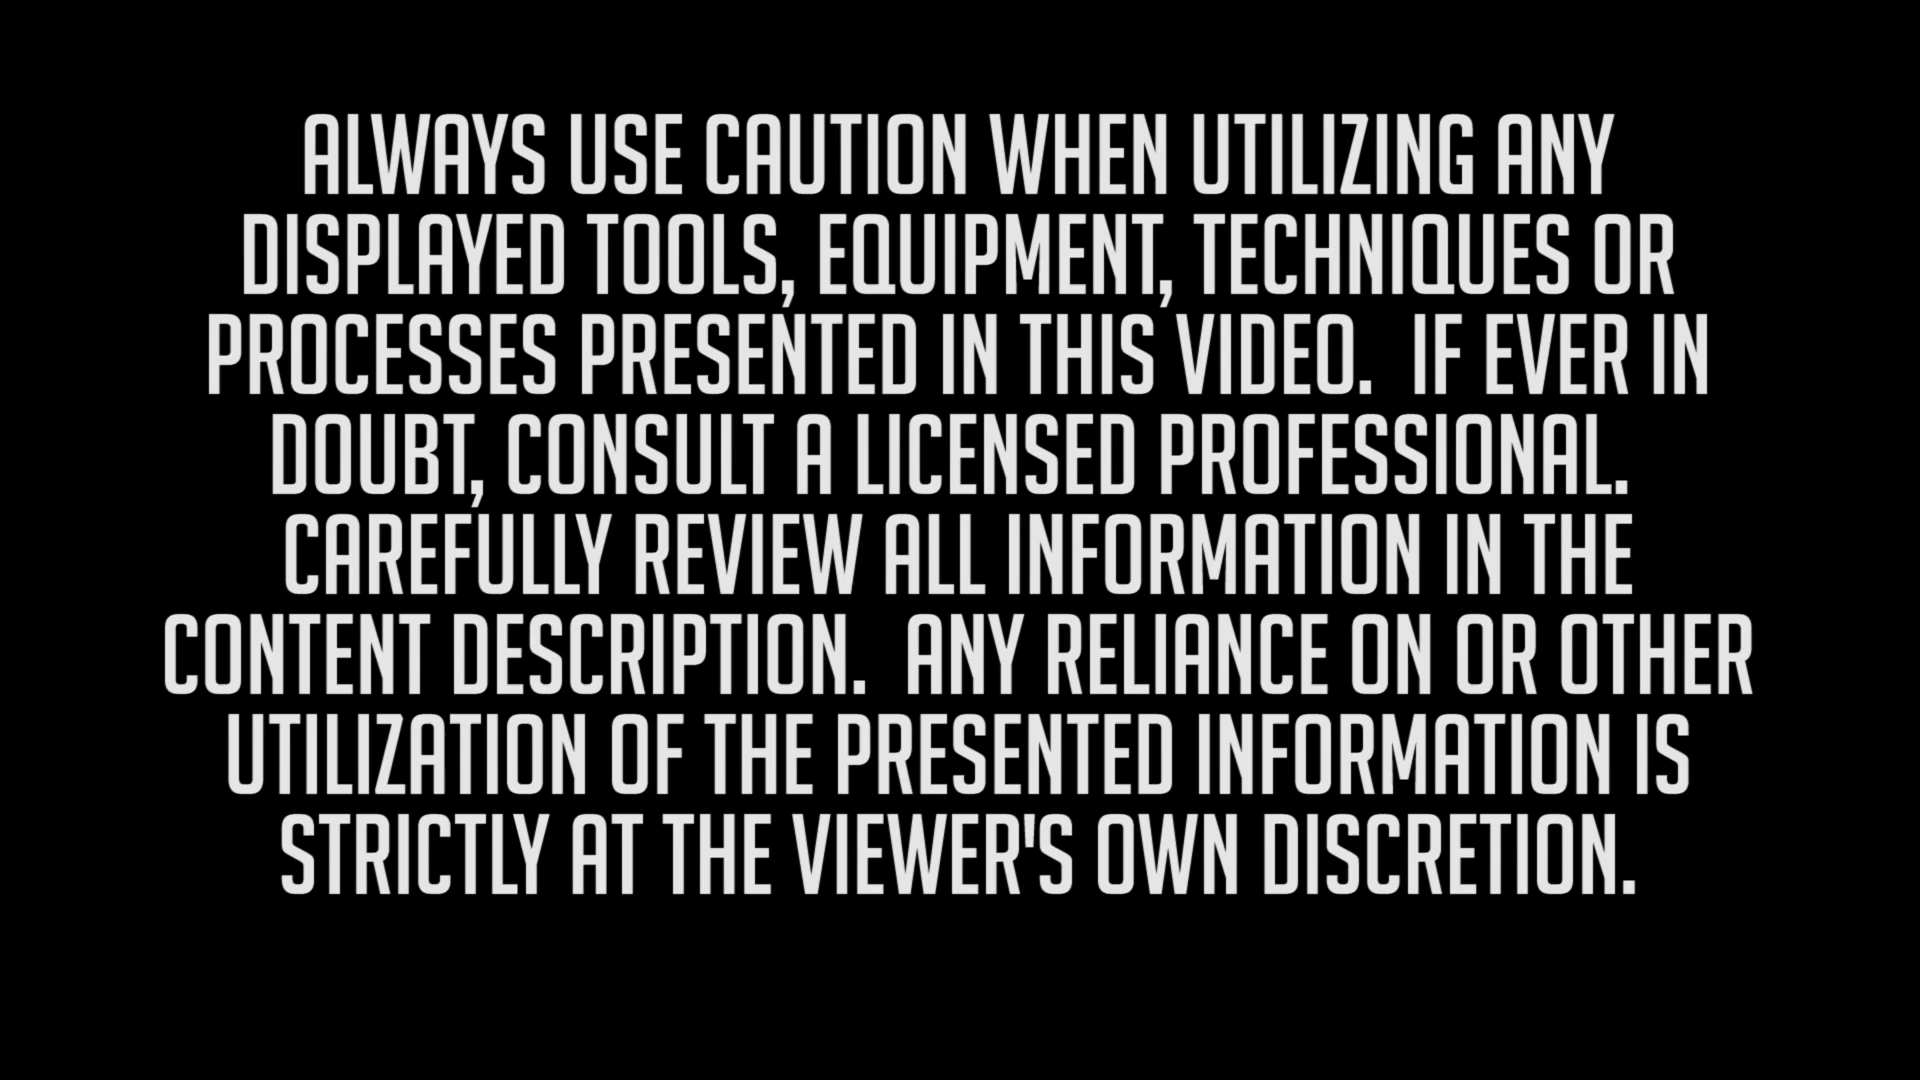 ALWAYS USE CAUTION WHEN UTILIZING ANY
DISPLAYED TOOLS, EQUIPMENT, TECHNIQUES OR
PROCESSES PRESENTED IN THIS VIDEO.  IF EVER IN
DOUBT, CONSULT A LICENSED PROFESSIONAL.
CAREFULLY REVIEW ALL INFORMATION IN THE
CONTENT DESCRIPTION.  ANY RELIANCE ON OR OTHER
UTILIZATION OF THE PRESENTED INFORMATION IS
STRICTLY AT THE VIEWER'S OWN DISCRETION.